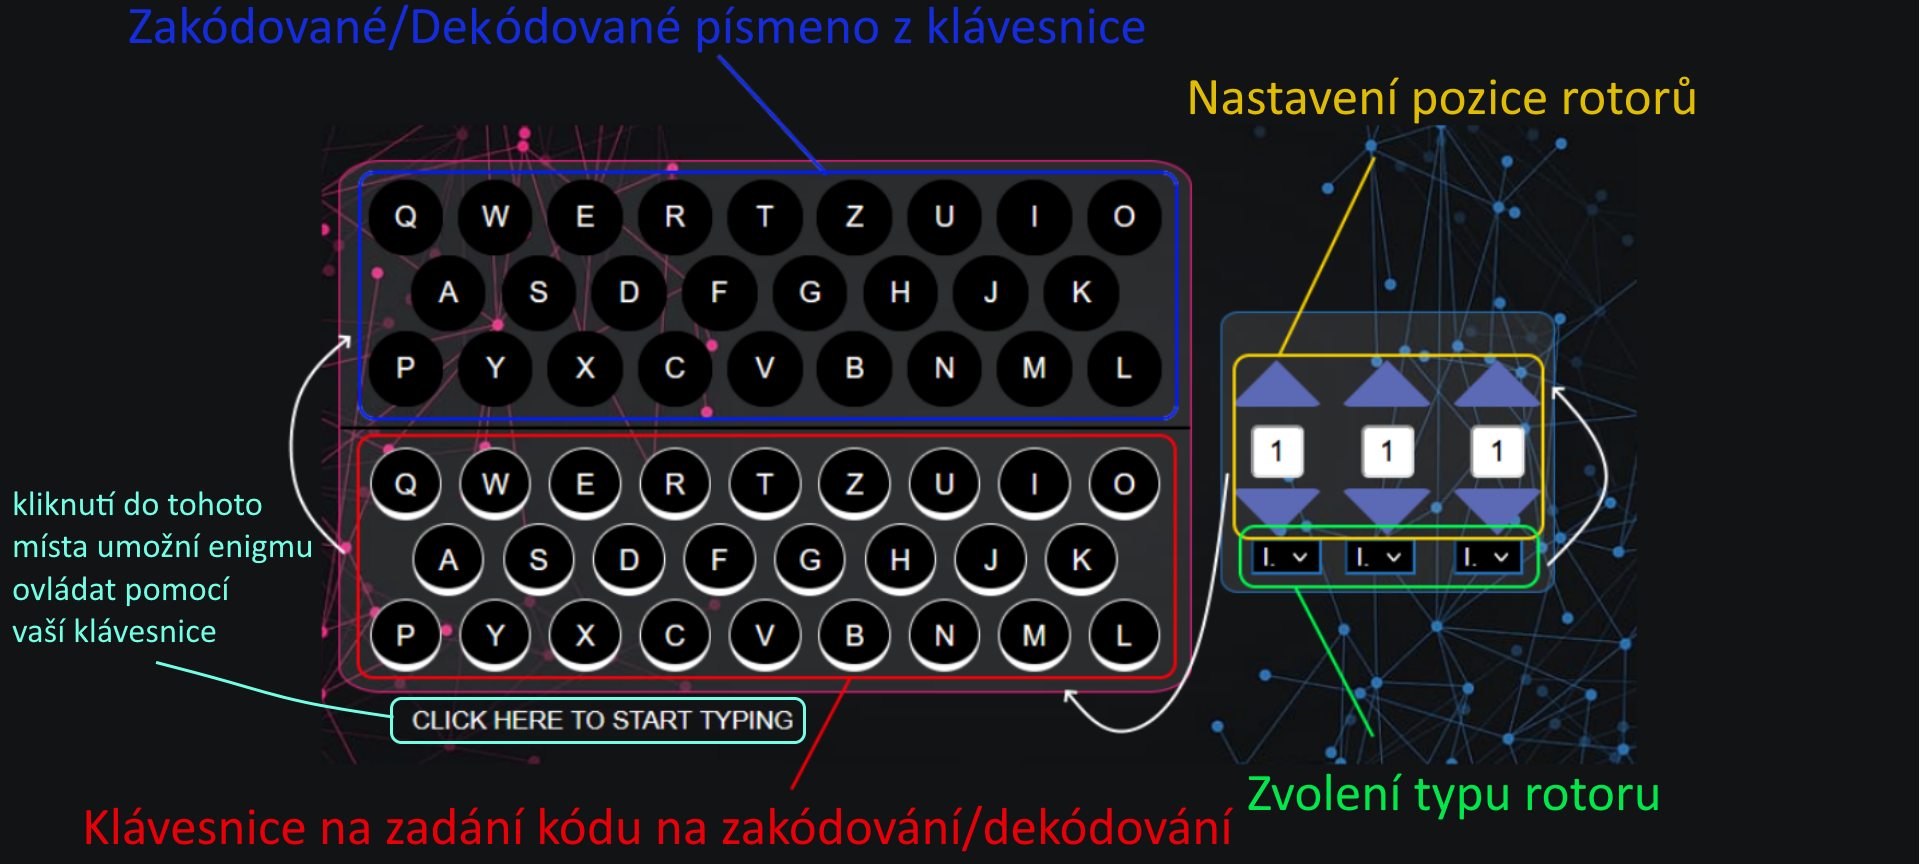 Zakódované/Dekódované písmeno z klávesnice
Nastavení pozice rotorů
Q W E R T Z U I O
A S D F G H J K
P Y X C V B N M L
1 1 1
I. I. I.
Q W E R T Z U I O
A S D F G H J K
P Y X C V B N M L
kliknutí do tohoto
místa umožní enigmu
ovládat pomocí
vaší klávesnice
CLICK HERE TO START TYPING
Zvolení typu rotoru
Klávesnice na zadání kódu na zakódování/dekódování